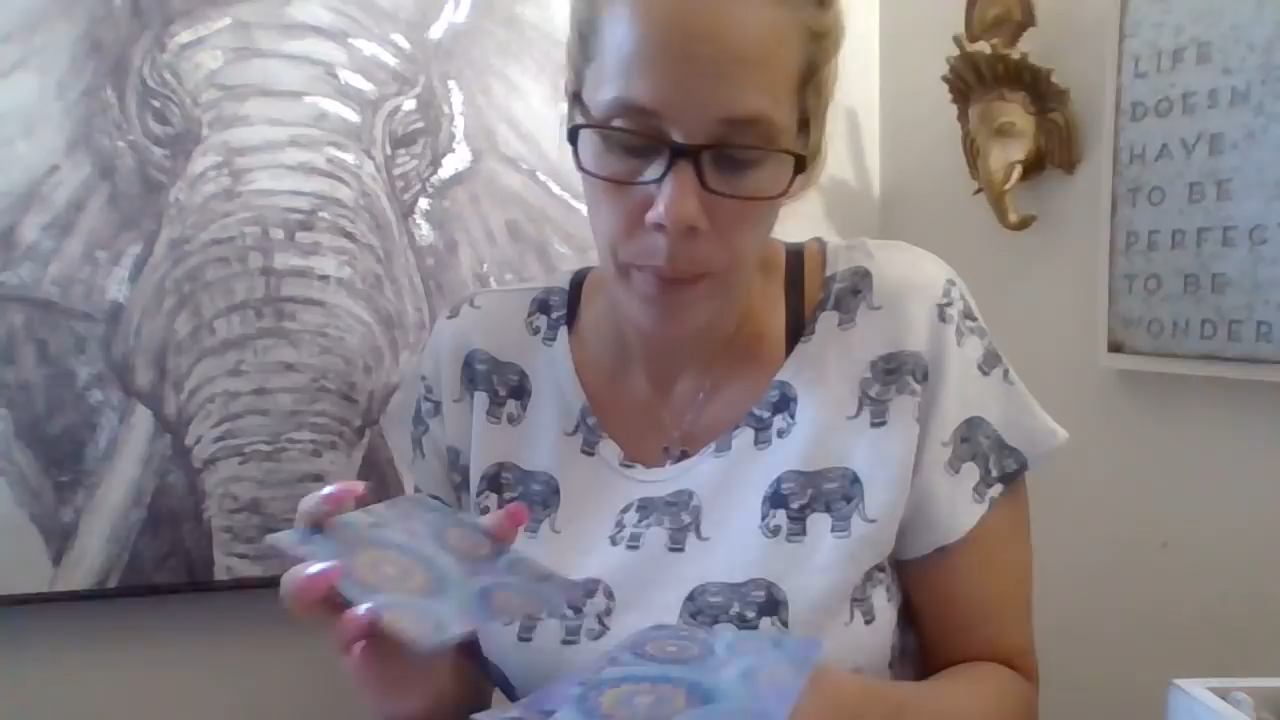 LIFE
DOESN
HAVE
TO BE
PERFEC
TO BE
WONDER